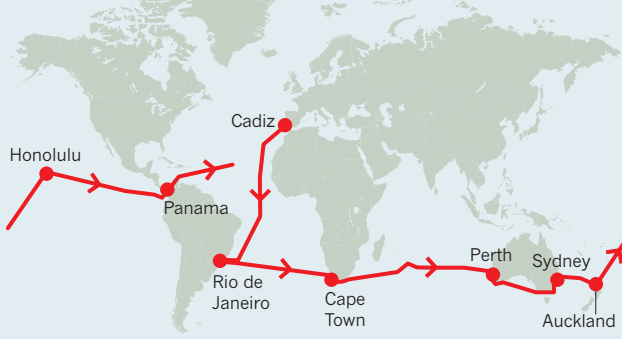 Cadiz
Honolulu
Panama
Perth
Sydney
Rio de
Janeiro
Cape
Town
Auckland